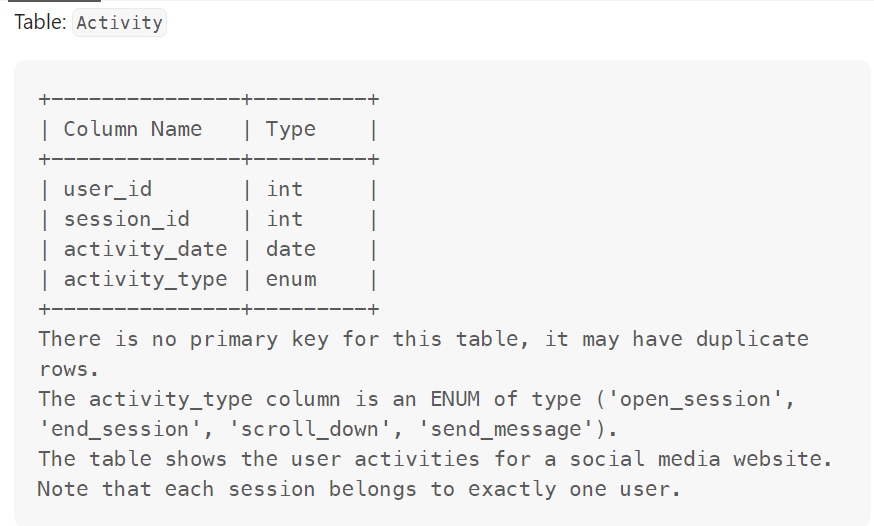 Table: Activity
+---------------+---------+
| Column Name   | Type    |
+---------------+---------+
| user_id       | int     |
| session_id    | int     |
| activity_date | date    |
| activity_type | enum    |
+---------------+---------+
There is no primary key for this table, it may have duplicate
rows.
The activity_type column is an ENUM of type ('open_session',
'end_session', 'scroll_down', 'send_message').
The table shows the user activities for a social media website.
Note that each session belongs to exactly one user.